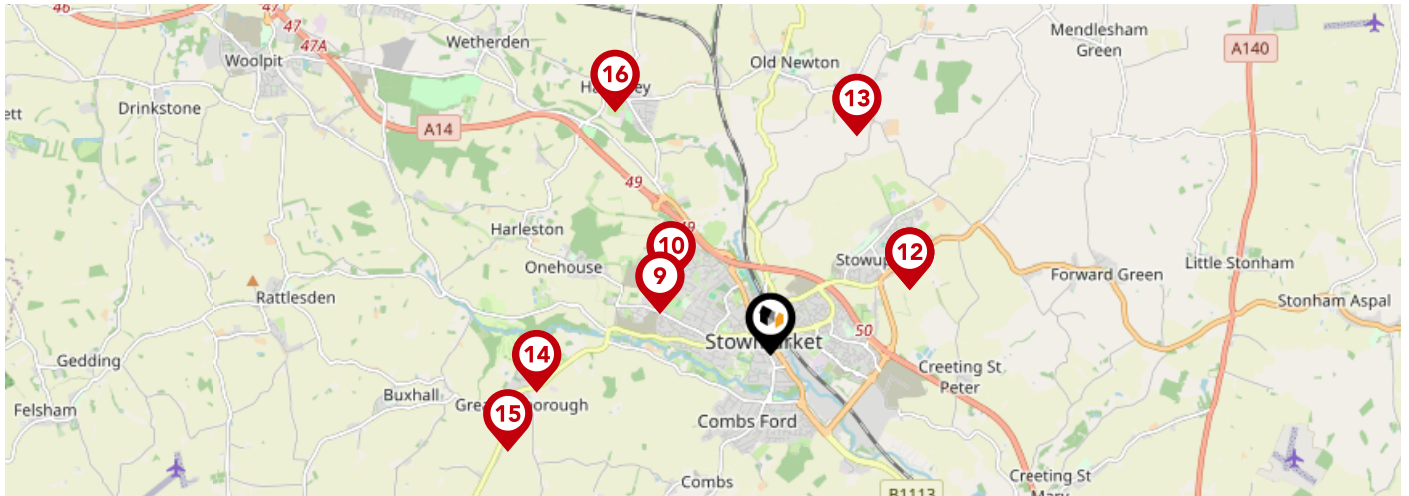 46
47
47
47A
Woolpit
Wetherden
Mendlesham
Green
A140
Old Newton
16
13
Drinkstone
A14
49
Harleston
10
9
Onehouse
12
Forward Green
Little Stonham
Rattlesden
Stonham Aspal
50
Gedding
14
Creeting St
Peter
Buxhall
15
Felsham
Combs Ford
Combs
Creeting St
B1113